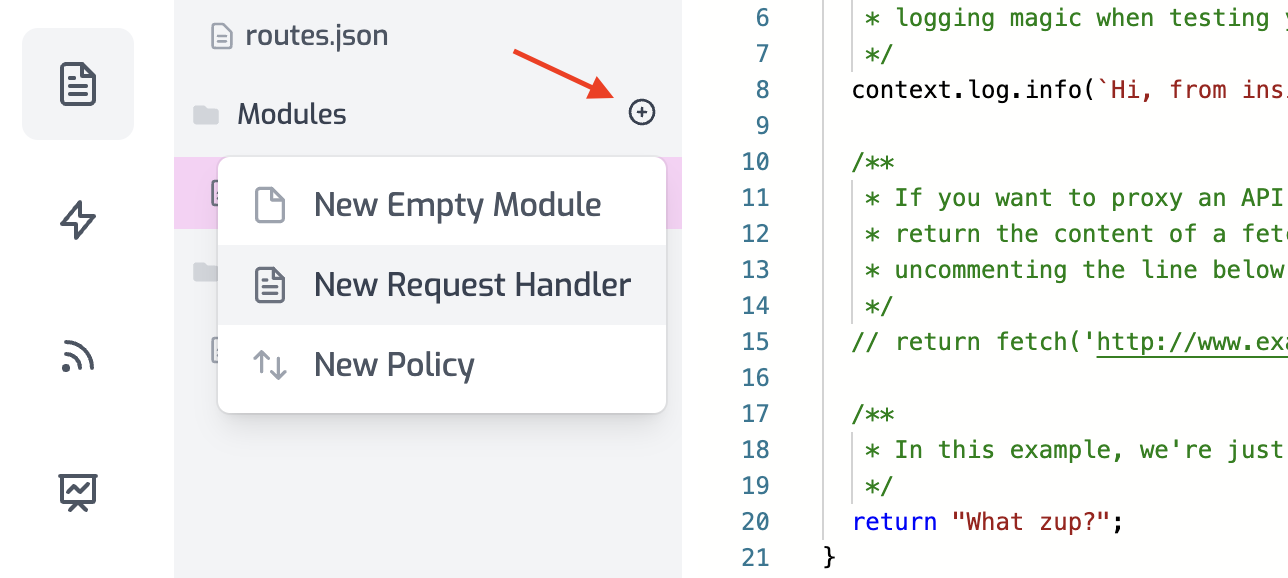 routes.json
Modules
New Empty Module
New Request Handler
New Policy
6 * logging magic when testing
7 */
8 context.log.info(`Hi, from ins
9
10 /**
11 * If you want to proxy an API
12 * return the content of a fet
13 * uncommenting the line below
14 */
15 // return fetch('http://www.exa
16
17 /**
18 * In this example, we're just
19 */
20 return "What zup?";
21 }